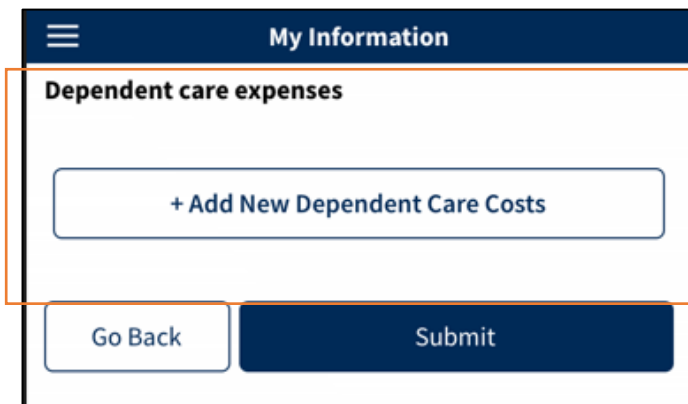 My Information
Dependent care expenses
+ Add New Dependent Care Costs
Go Back
Submit